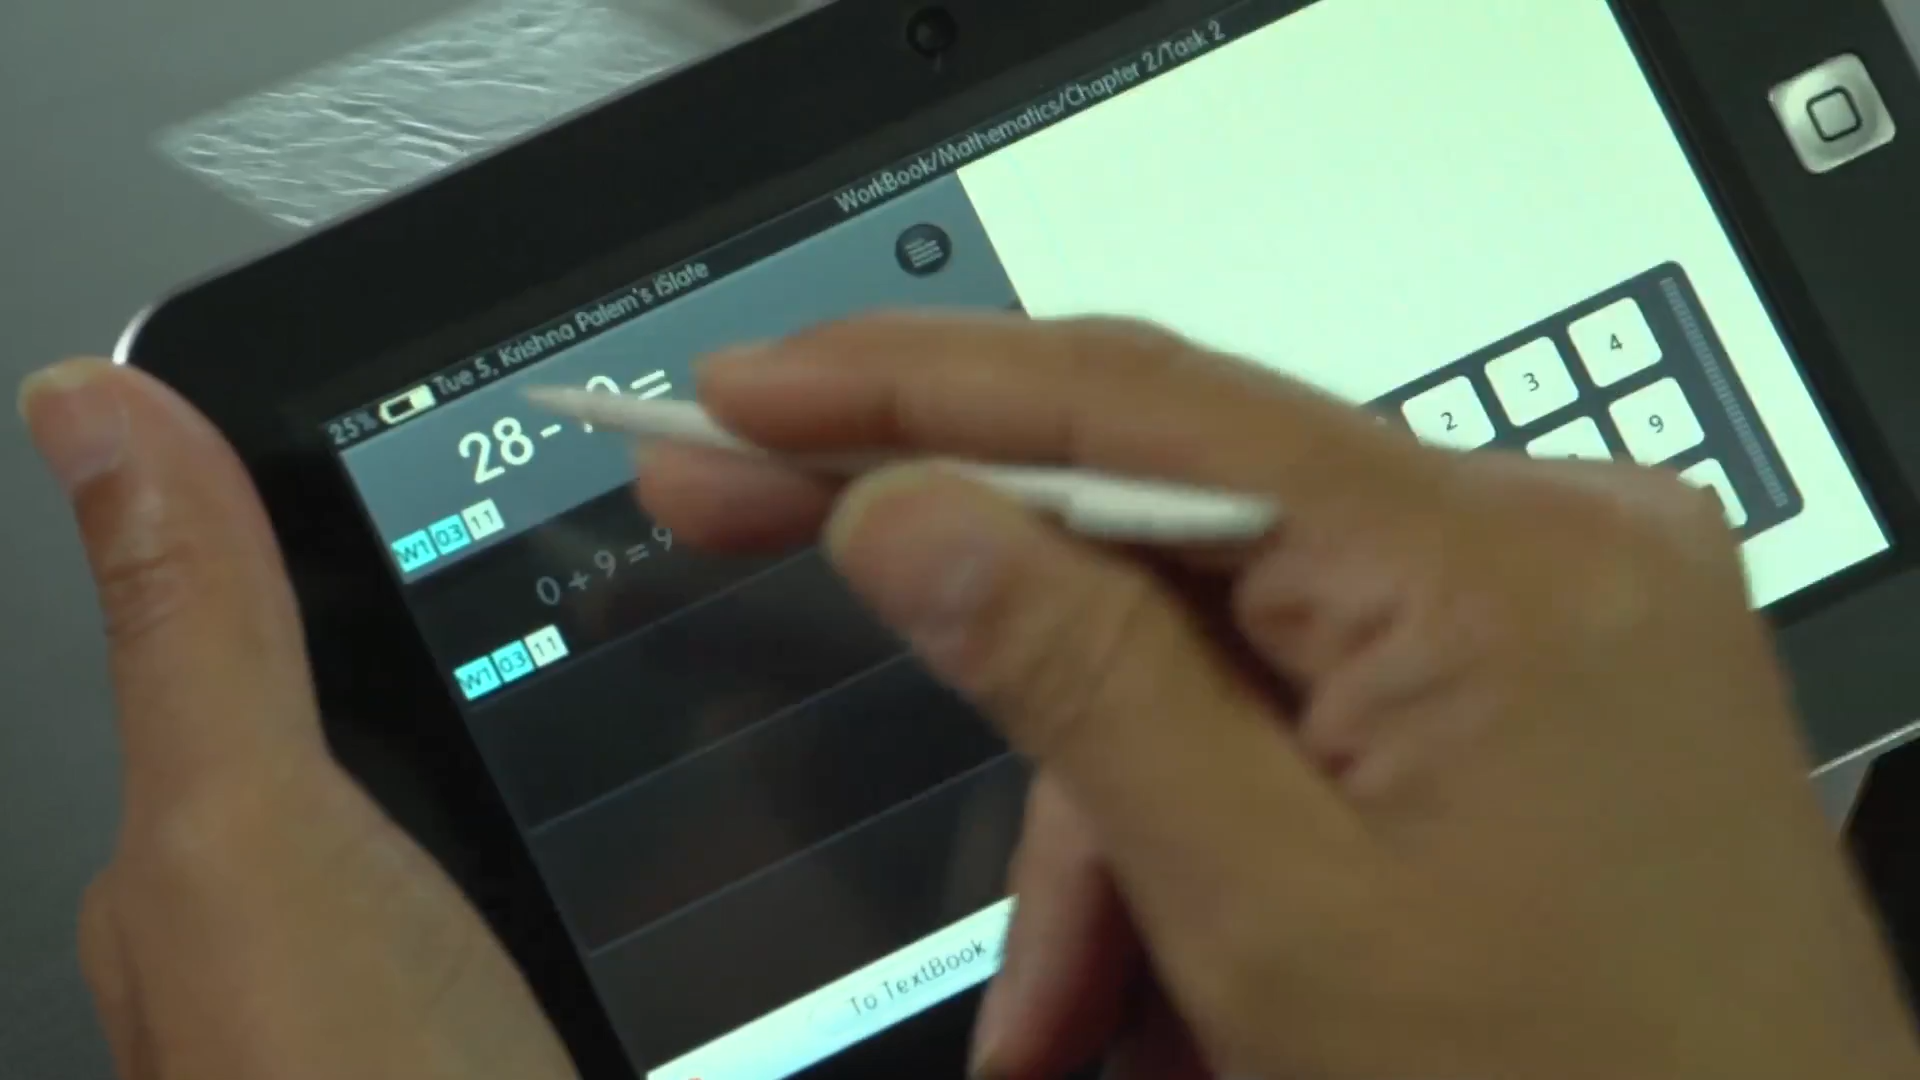 25% Tue 5, Krishna Palem's iSlate WorkBook/Mathematics/Chapter 2/Task 2
28 - =
W1 03 11
0 + 9 = 9
W1 03 11
To TextBook
2 3 4
9